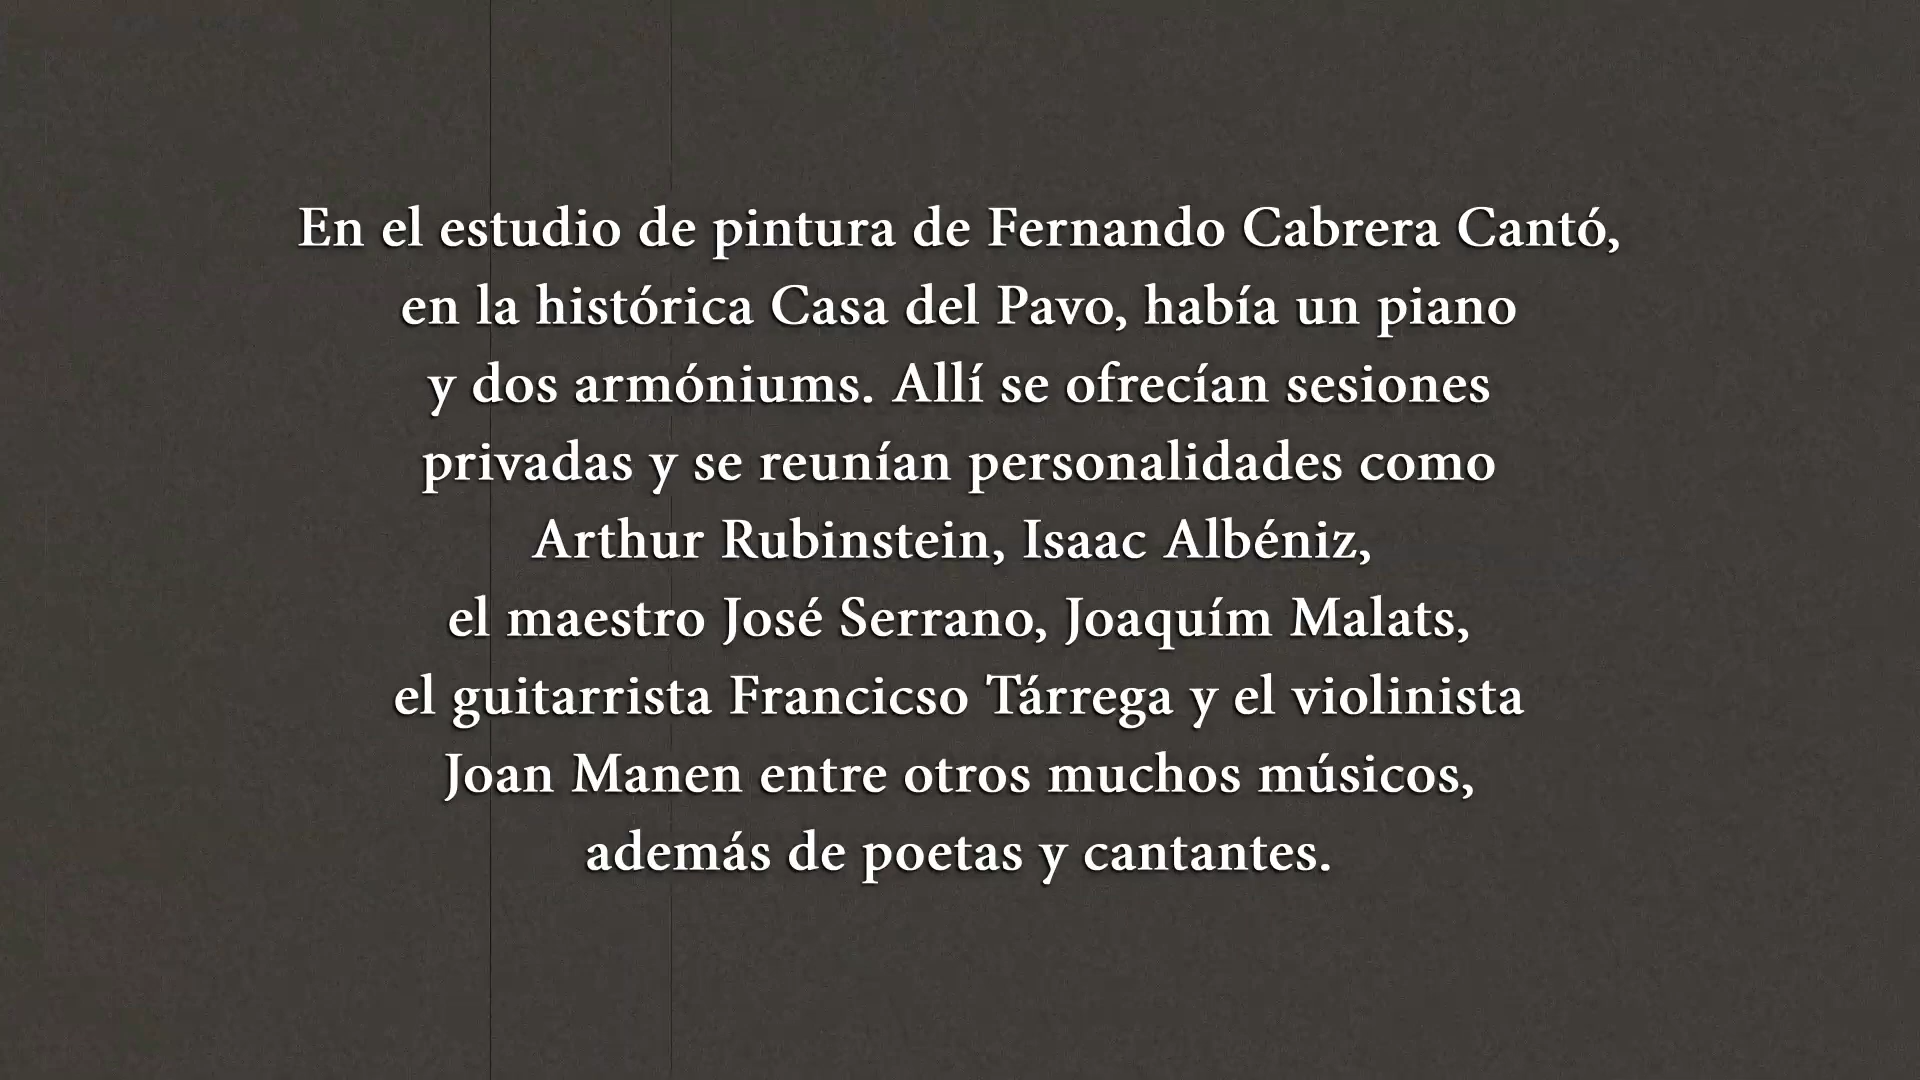 En el estudio de pintura de Fernando Cabrera Cantó,
en la histórica Casa del Pavo, había un piano
y dos armóniums. Allí se ofrecían sesiones
privadas y se reunían personalidades como
Arthur Rubinstein, Isaac Albéniz,
el maestro José Serrano, Joaquím Malats,
el guitarrista Francicso Tárrega y el violinista
Joan Manen entre otros muchos músicos,
además de poetas y cantantes.